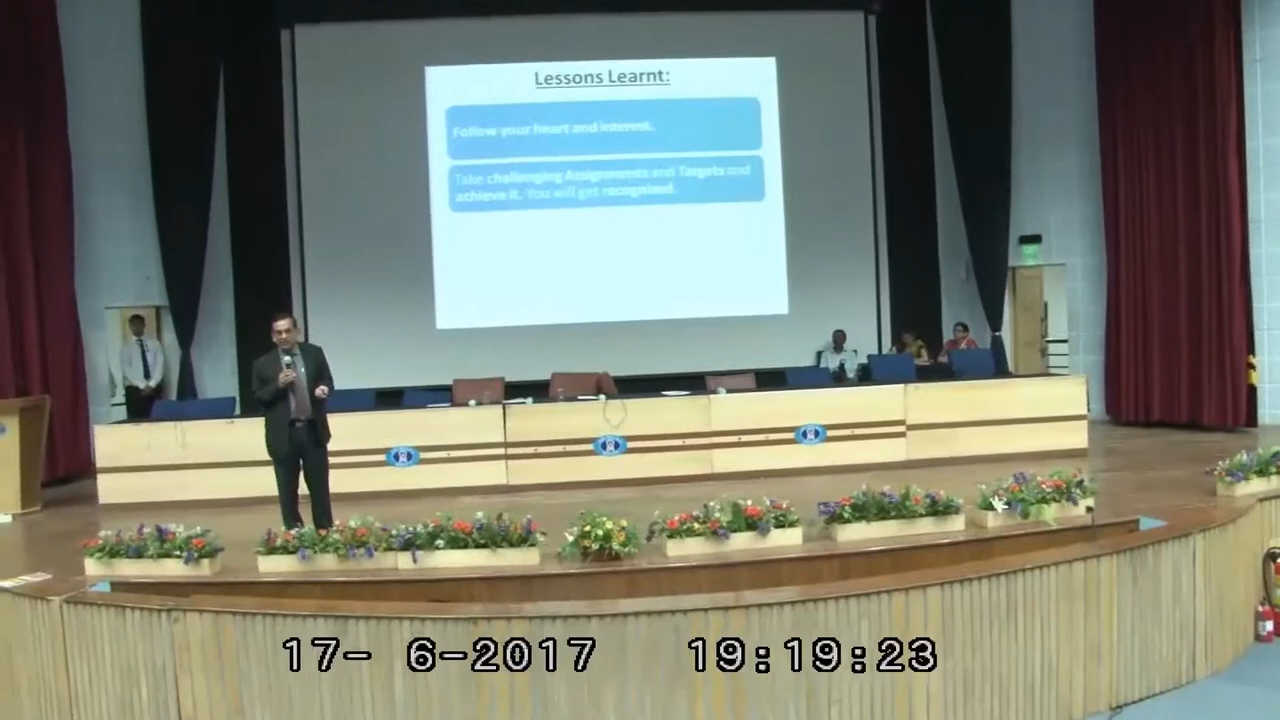 Lessons Learnt:
Follow your heart and interest.
Take challenging Assignments and Targets and
achieve it. You will get recognized.
17- 6-2017 19:19:23